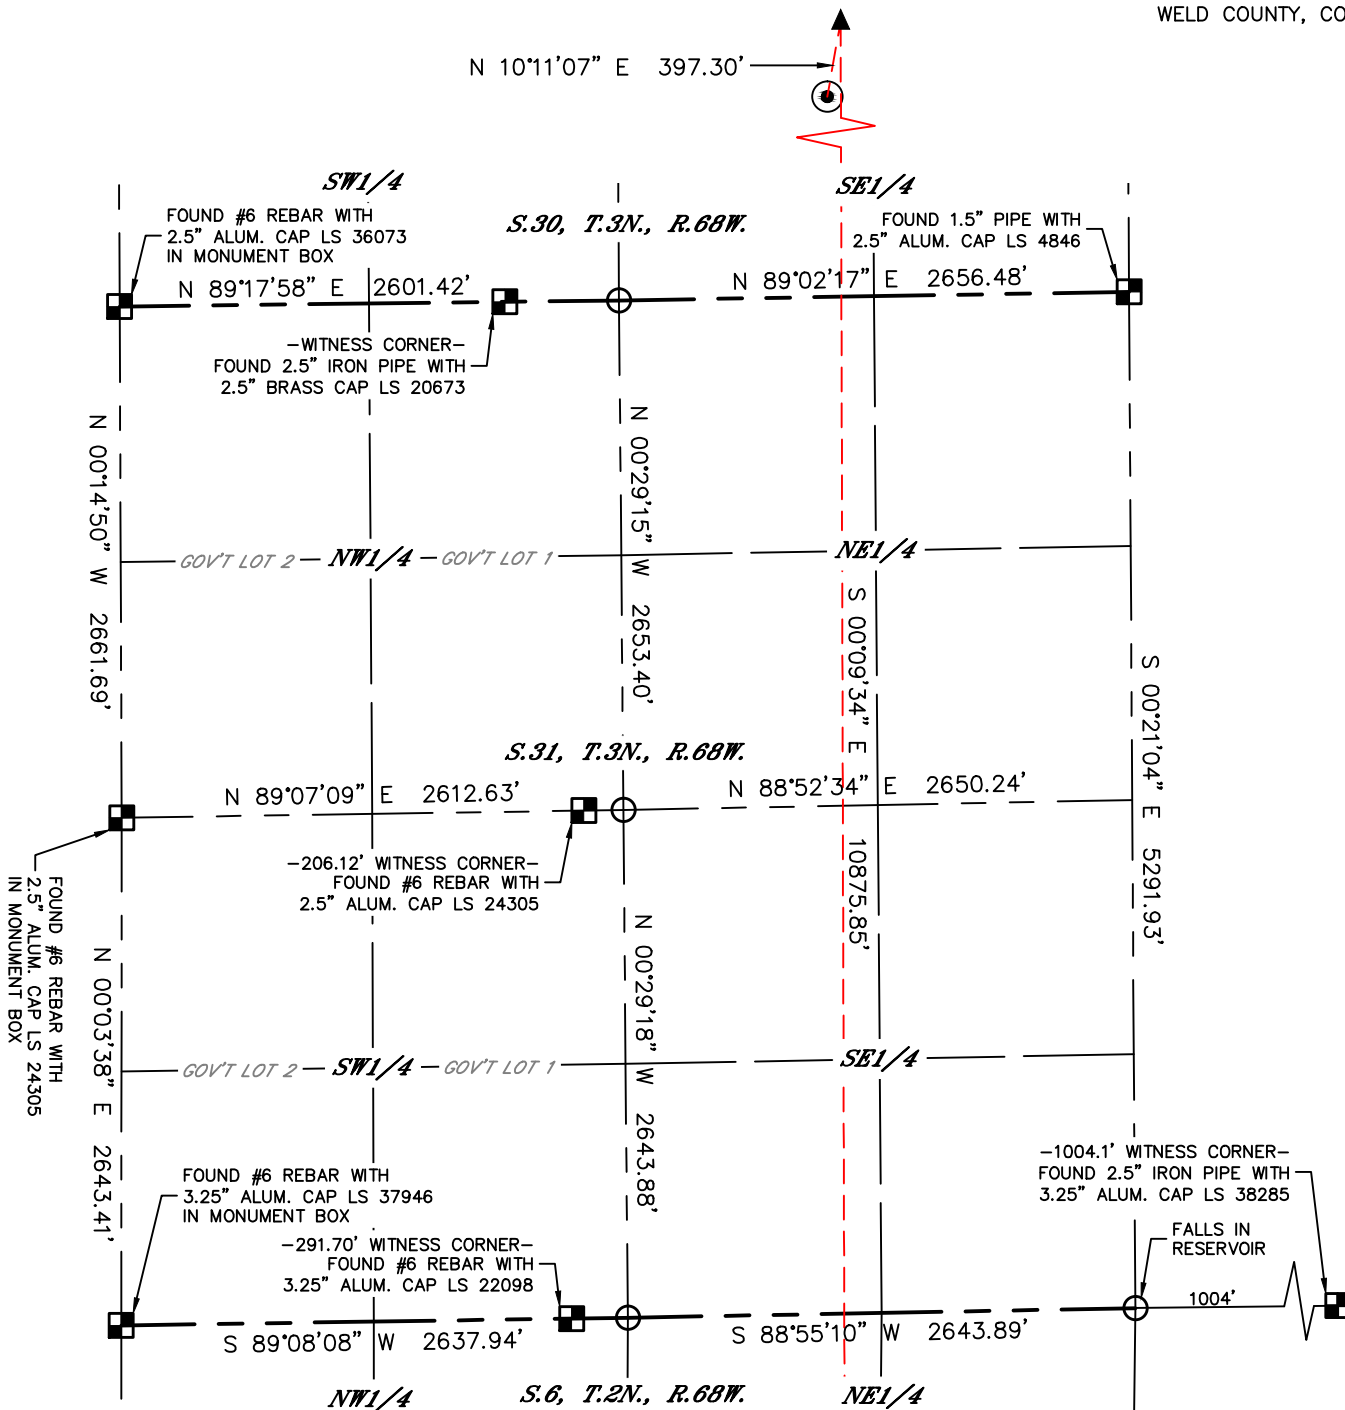 WELD COUNTY, CO
N 10°11'07" E 397.30'
SW1/4
SE1/4
FOUND #6 REBAR WITH
2.5" ALUM. CAP LS 36073
IN MONUMENT BOX
S.30, T.3N., R.68W.
FOUND 1.5" PIPE WITH
2.5" ALUM. CAP LS 4846
N 89°17'58" E 2601.42'
N 89°02'17" E 2656.48'
-WITNESS CORNER-
FOUND 2.5" IRON PIPE WITH
2.5" BRASS CAP LS 20673
N 00°14'50" W 2661.69'
N 00°29'15" W 2653.40'
GOV'T LOT 2
NW1/4
GOV'T LOT 1
NE1/4
S 00°09'34" E 10875.85'
S 00°21'04" E 5291.93'
S.31, T.3N., R.68W.
N 89°07'09" E 2612.63'
N 88°52'34" E 2650.24'
-206.12' WITNESS CORNER-
FOUND #6 REBAR WITH
2.5" ALUM. CAP LS 24305
FOUND #6 REBAR WITH
2.5" ALUM. CAP LS 24305
IN MONUMENT BOX
N 00°03'38" E 2643.41'
N 00°29'18" W 2643.88'
GOV'T LOT 2
SW1/4
GOV'T LOT 1
SE1/4
FOUND #6 REBAR WITH
3.25" ALUM. CAP LS 37946
IN MONUMENT BOX
-1004.1' WITNESS CORNER-
FOUND 2.5" IRON PIPE WITH
3.25" ALUM. CAP LS 38285
-291.70' WITNESS CORNER-
FOUND #6 REBAR WITH
3.25" ALUM. CAP LS 22098
FALLS IN
RESERVOIR
1004'
S 89°08'08" W 2637.94'
S 88°55'10" W 2643.89'
NW1/4
S.6, T.2N., R.68W.
NE1/4